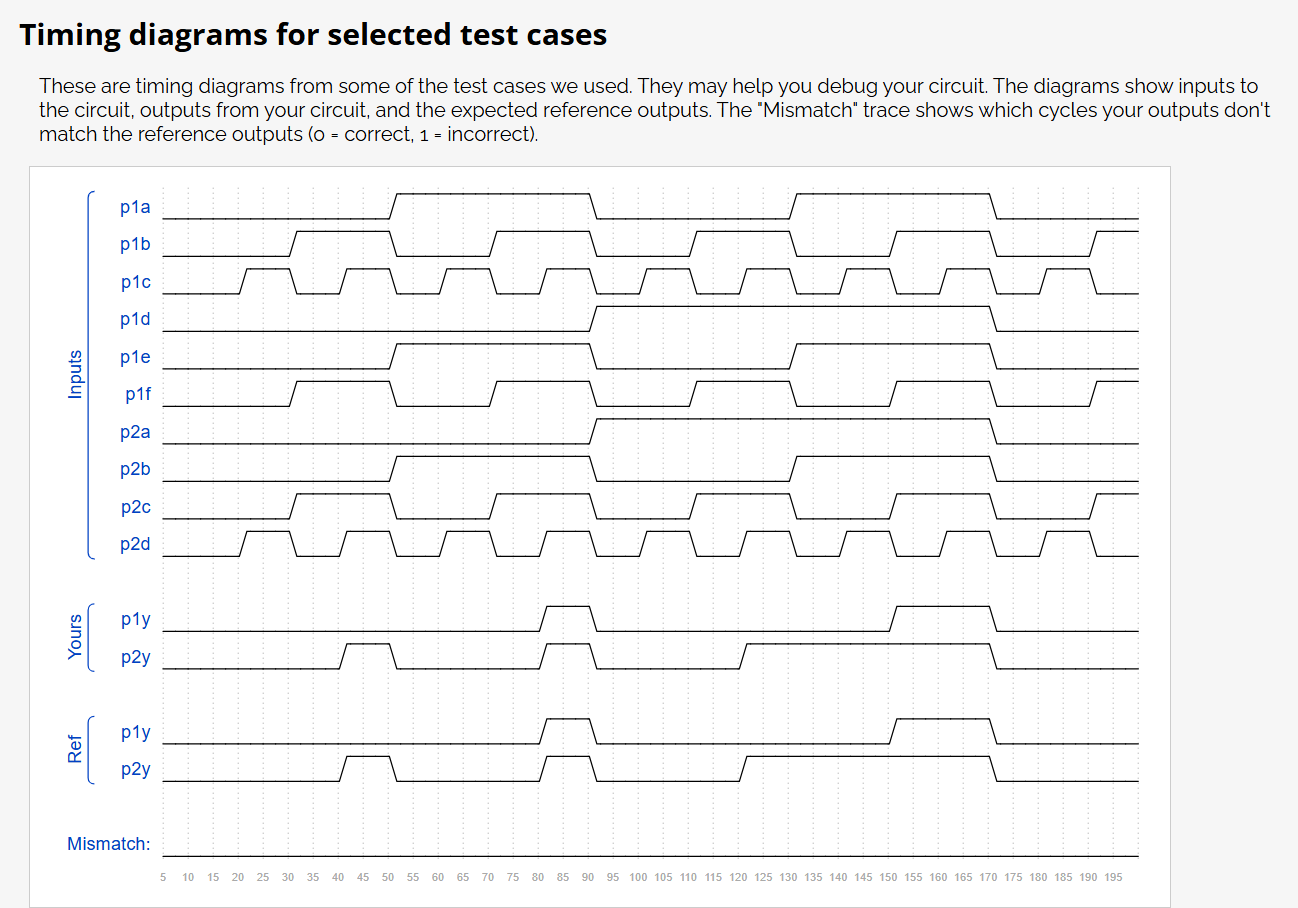 Timing diagrams for selected test cases
These are timing diagrams from some of the test cases we used. They may help you debug your circuit. The diagrams show inputs to
the circuit, outputs from your circuit, and the expected reference outputs. The "Mismatch" trace shows which cycles your outputs don't
match the reference outputs (0 = correct, 1 = incorrect).
Inputs
p1a
p1b
p1c
p1d
p1e
p1f
p2a
p2b
p2c
p2d
Yours
p1y
p2y
Ref
p1y
p2y
Mismatch:
5 10 15 20 25 30 35 40 45 50 55 60 65 70 75 80 85 90 95 100 105 110 115 120 125 130 135 140 145 150 155 160 165 170 175 180 185 190 195